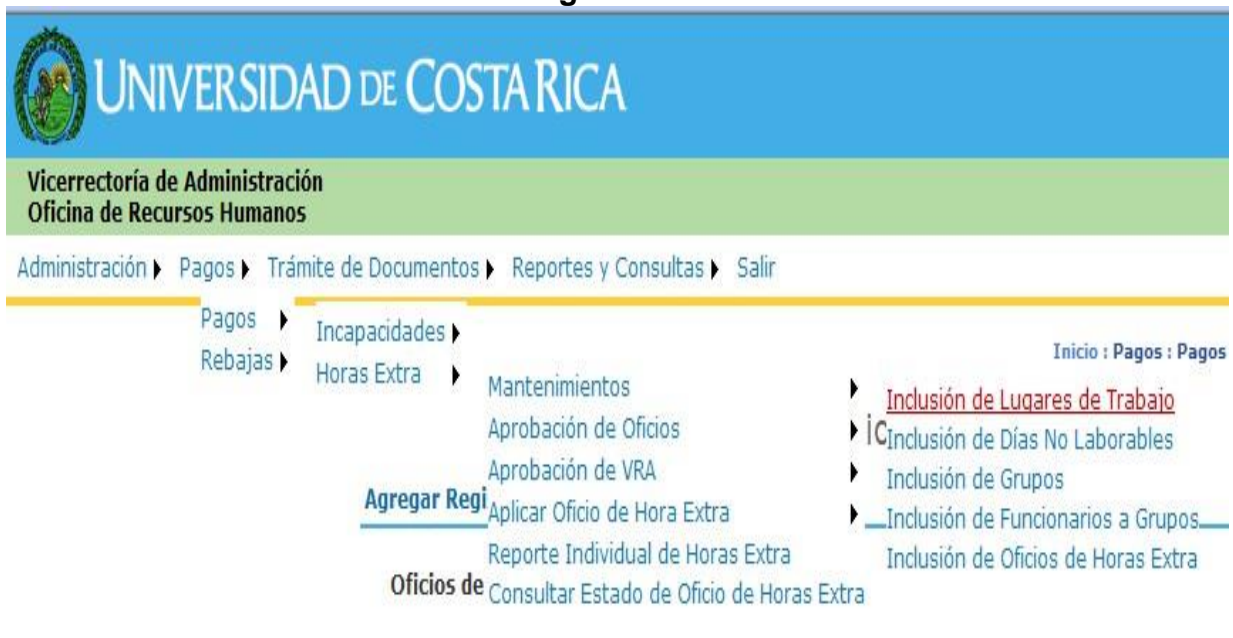 UNIVERSIDAD DE COSTA RICA
Vicerrectoría de Administración
Oficina de Recursos Humanos
Administración Pagos Trámite de Documentos Reportes y Consultas Salir
Pagos
Rebajas
Incapacidades
Horas Extra
Inicio : Pagos : Pagos
Mantenimientos
Aprobación de Oficios
Aprobación de VRA
Aplicar Oficio de Hora Extra
Reporte Individual de Horas Extra
Consultar Estado de Oficio de Horas Extra
Inclusión de Lugares de Trabajo
Inclusión de Días No Laborables
Inclusión de Grupos
Inclusión de Funcionarios a Grupos
Inclusión de Oficios de Horas Extra
Agregar Regi
Oficios de